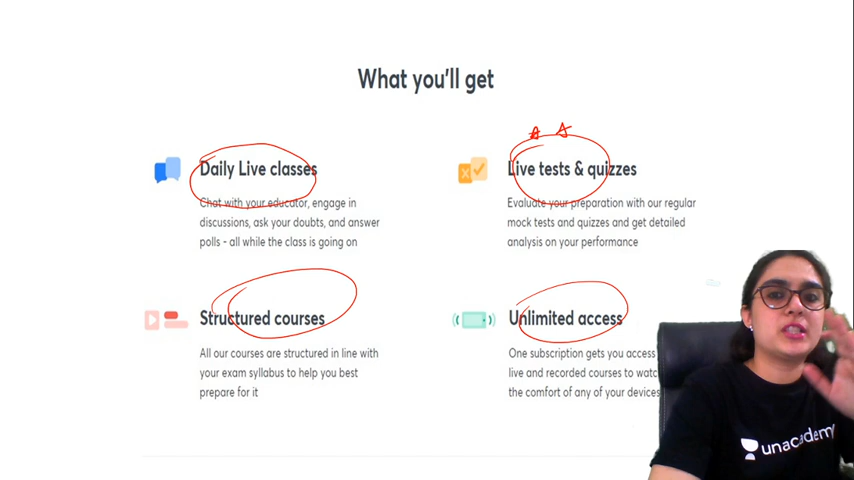 What you'll get
Daily Live classes
Chat with your educator, engage in
discussions, ask your doubts, and answer
polls - all while the class is going on
Live tests & quizzes
Evaluate your preparation with our regular
mock tests and quizzes and get detailed
analysis on your performance
Structured courses
All our courses are structured in line with
your exam syllabus to help you best
prepare for it
Unlimited access
One subscription gets you access
live and recorded courses to
the comfort of any of your devices
unacademy